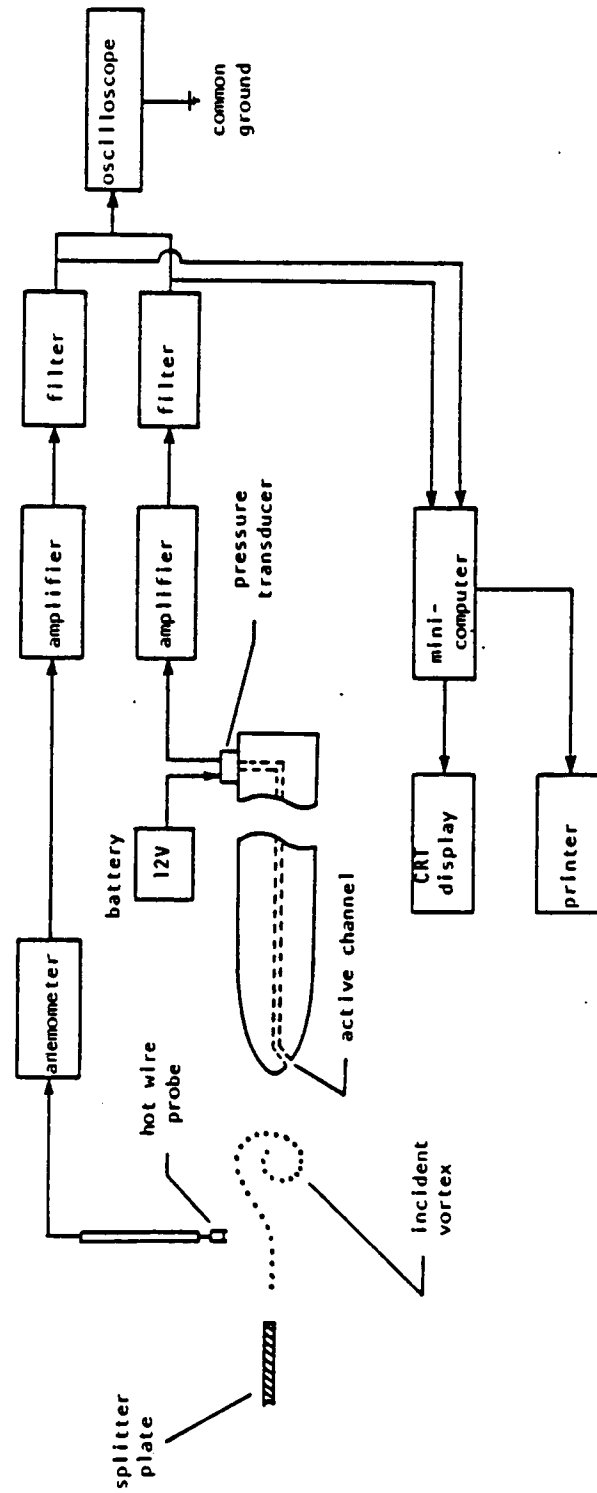 splitter
plate
hot wire
probe
incident
vortex
anemometer
battery
12V
active channel
pressure
transducer
amplifier
amplifier
filter
filter
oscilloscope
common
ground
mini-
computer
CRT
display
printer